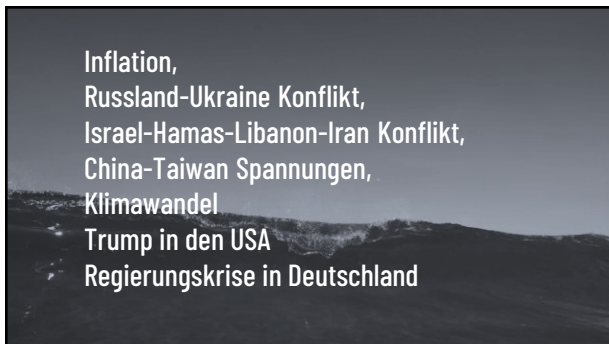 Inflation,
Russland-Ukraine Konflikt,
Israel-Hamas-Libanon-Iran Konflikt,
China-Taiwan Spannungen,
Klimawandel
Trump in den USA
Regierungskrise in Deutschland